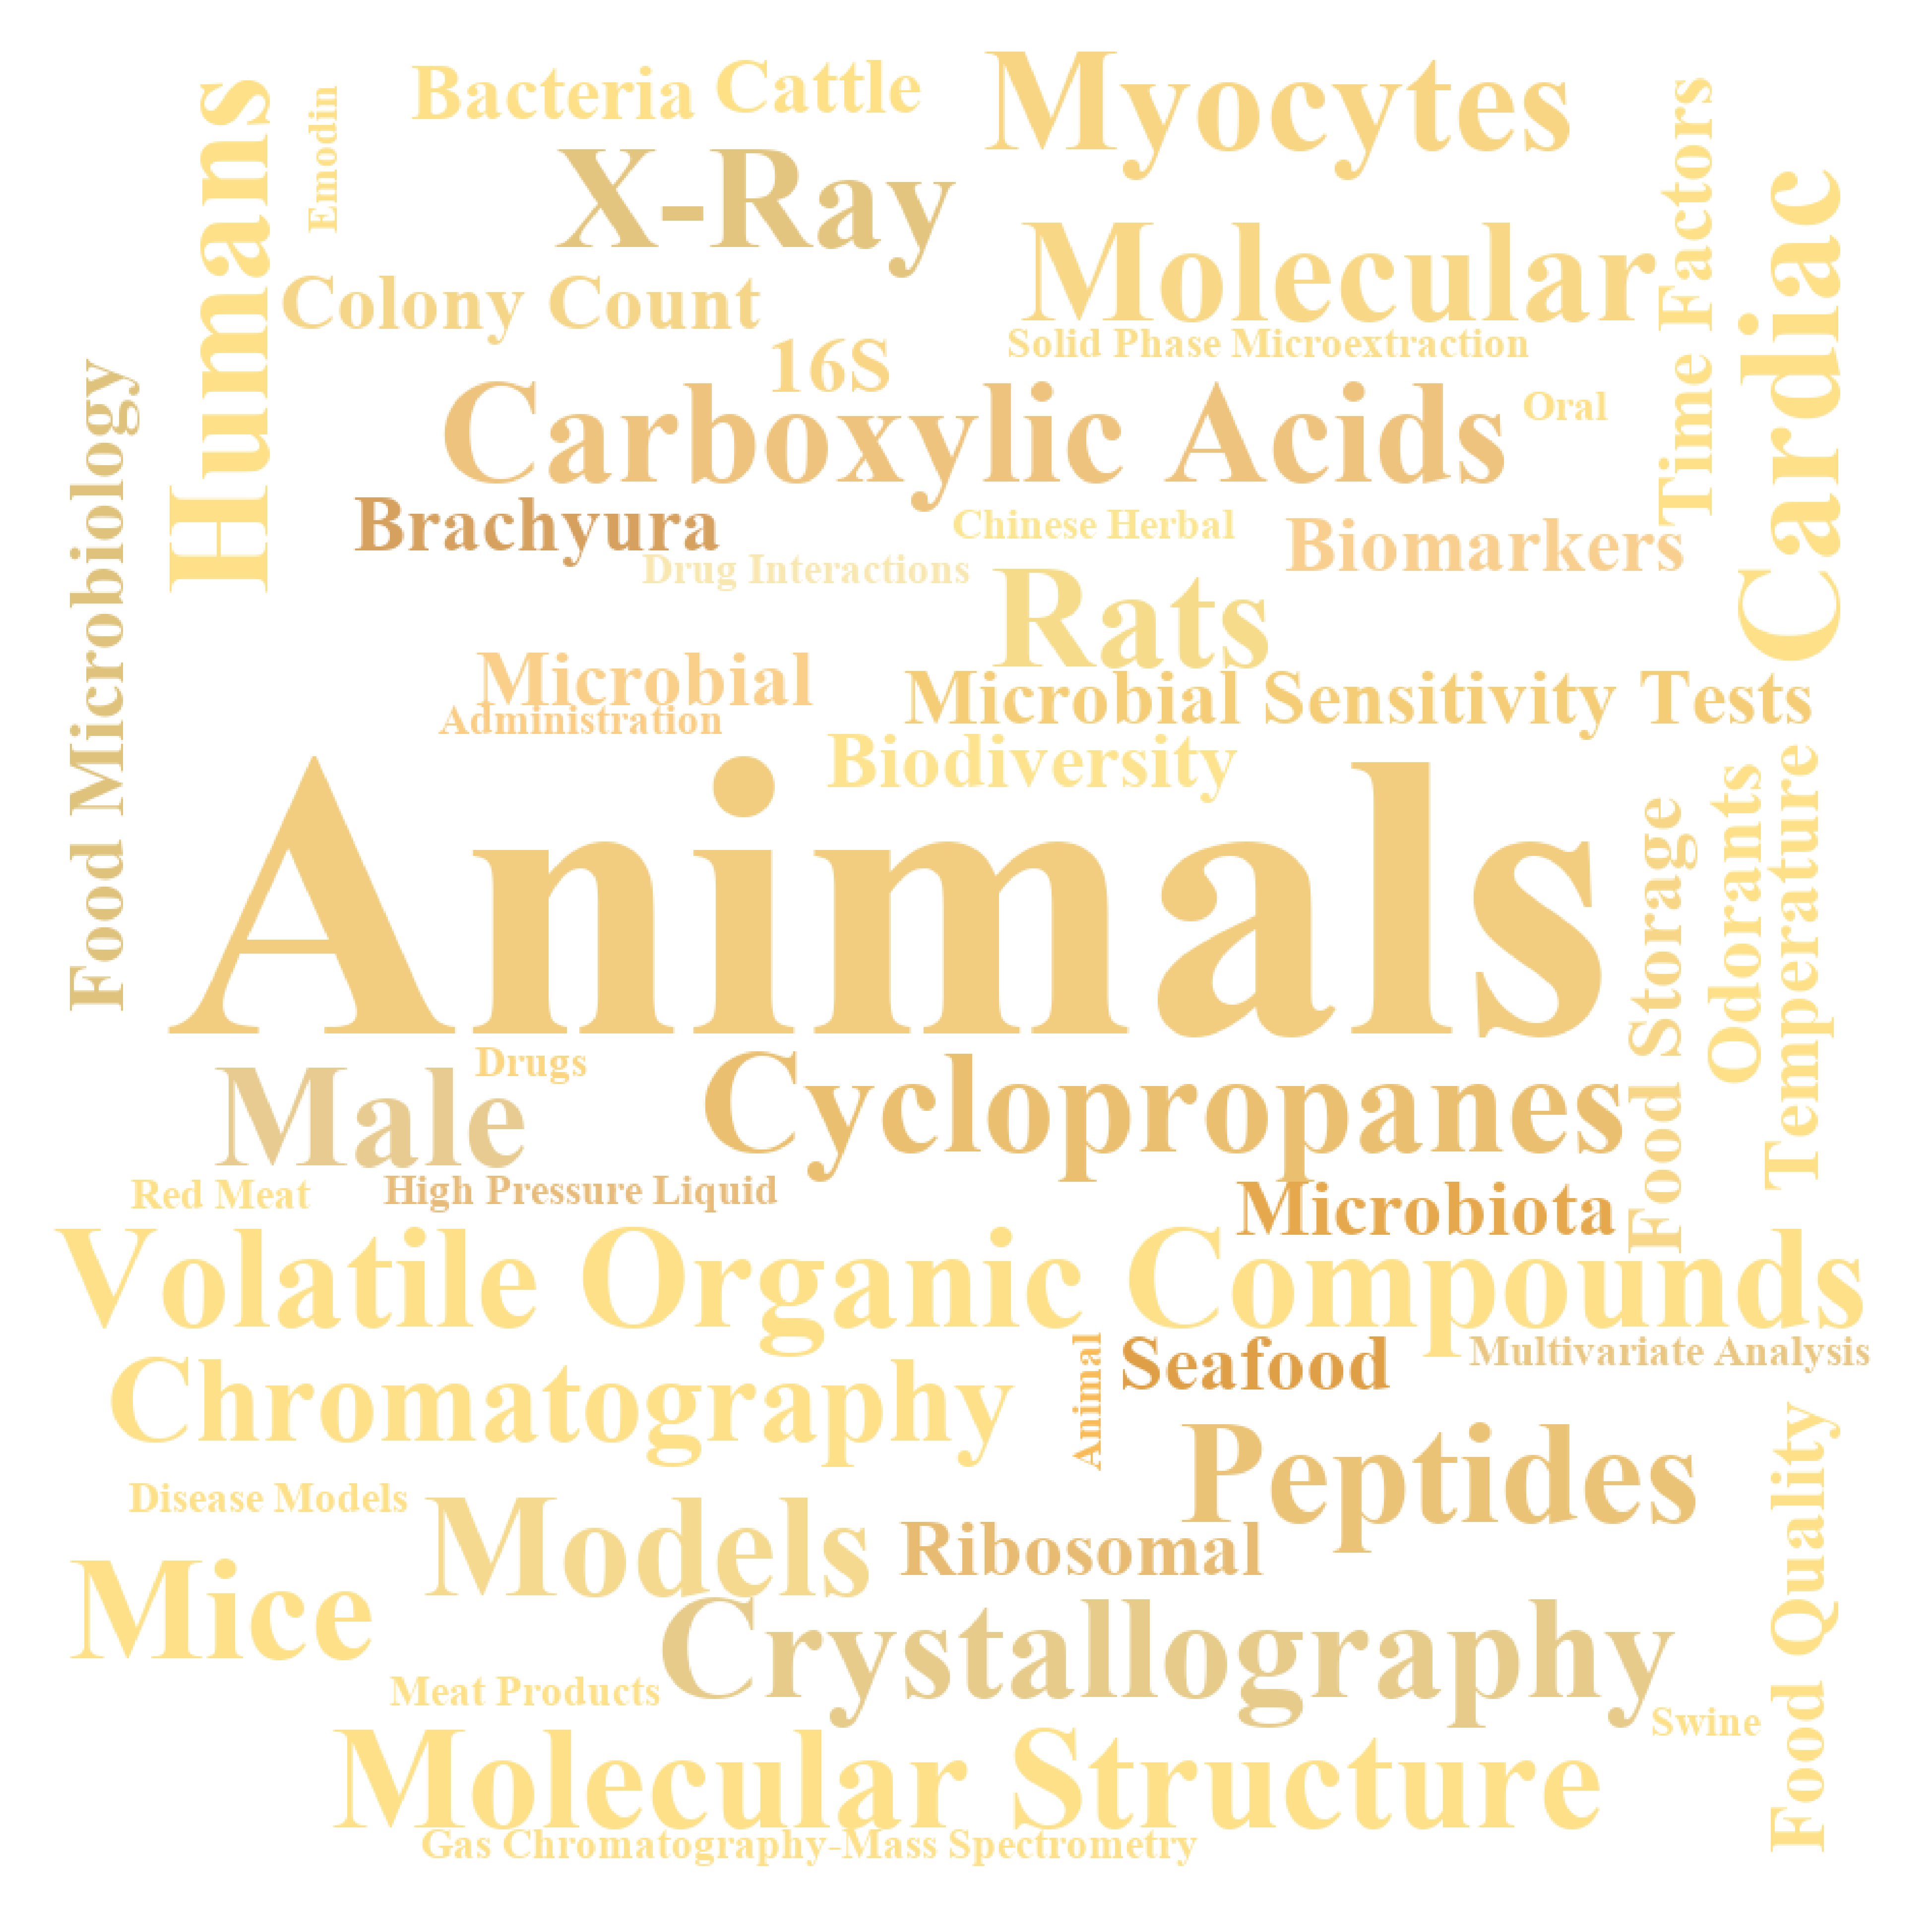 Bacteria
Cattle
Myocytes
Humans
Emodin
X-Ray
Time Factors
Cardiac
Molecular
Colony Count
Solid Phase Microextraction
16S
Food Microbiology
Carboxylic Acids
Oral
Brachyura
Chinese Herbal
Biomarkers
Drug Interactions
Rats
Microbial
Microbial Sensitivity Tests
Administration
Biodiversity
Animals
Food Storage
Odorants
Temperature
Drugs
Male
Cyclopropanes
Red Meat
High Pressure Liquid
Microbiota
Volatile Organic Compounds
Animal
Seafood
Multivariate Analysis
Chromatography
Peptides
Food Quality
Disease Models
Models
Ribosomal
Mice
Crystallography
Meat Products
Swine
Molecular Structure
Gas Chromatography-Mass Spectrometry